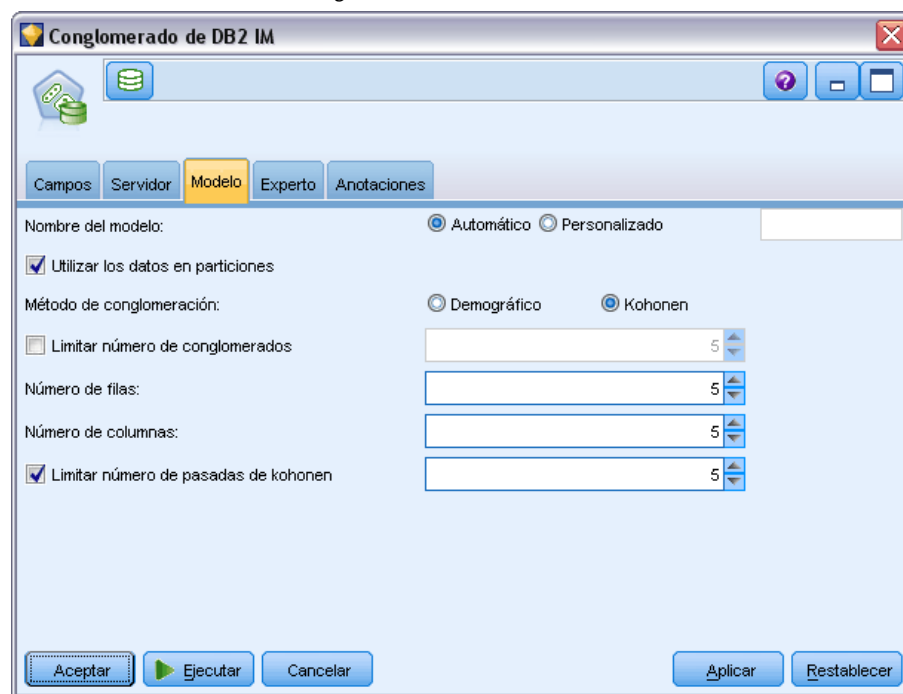 Conglomerado de DB2 IM
Campos Servidor Modelo Experto Anotaciones
Nombre del modelo: Automático Personalizado
Utilizar los datos en particiones
Método de conglomeración: Demográfico Kohonen
Limitar número de conglomerados 5
Número de filas: 5
Número de columnas: 5
Limitar número de pasadas de kohonen 5
Aceptar Ejecutar Cancelar Aplicar Restablecer